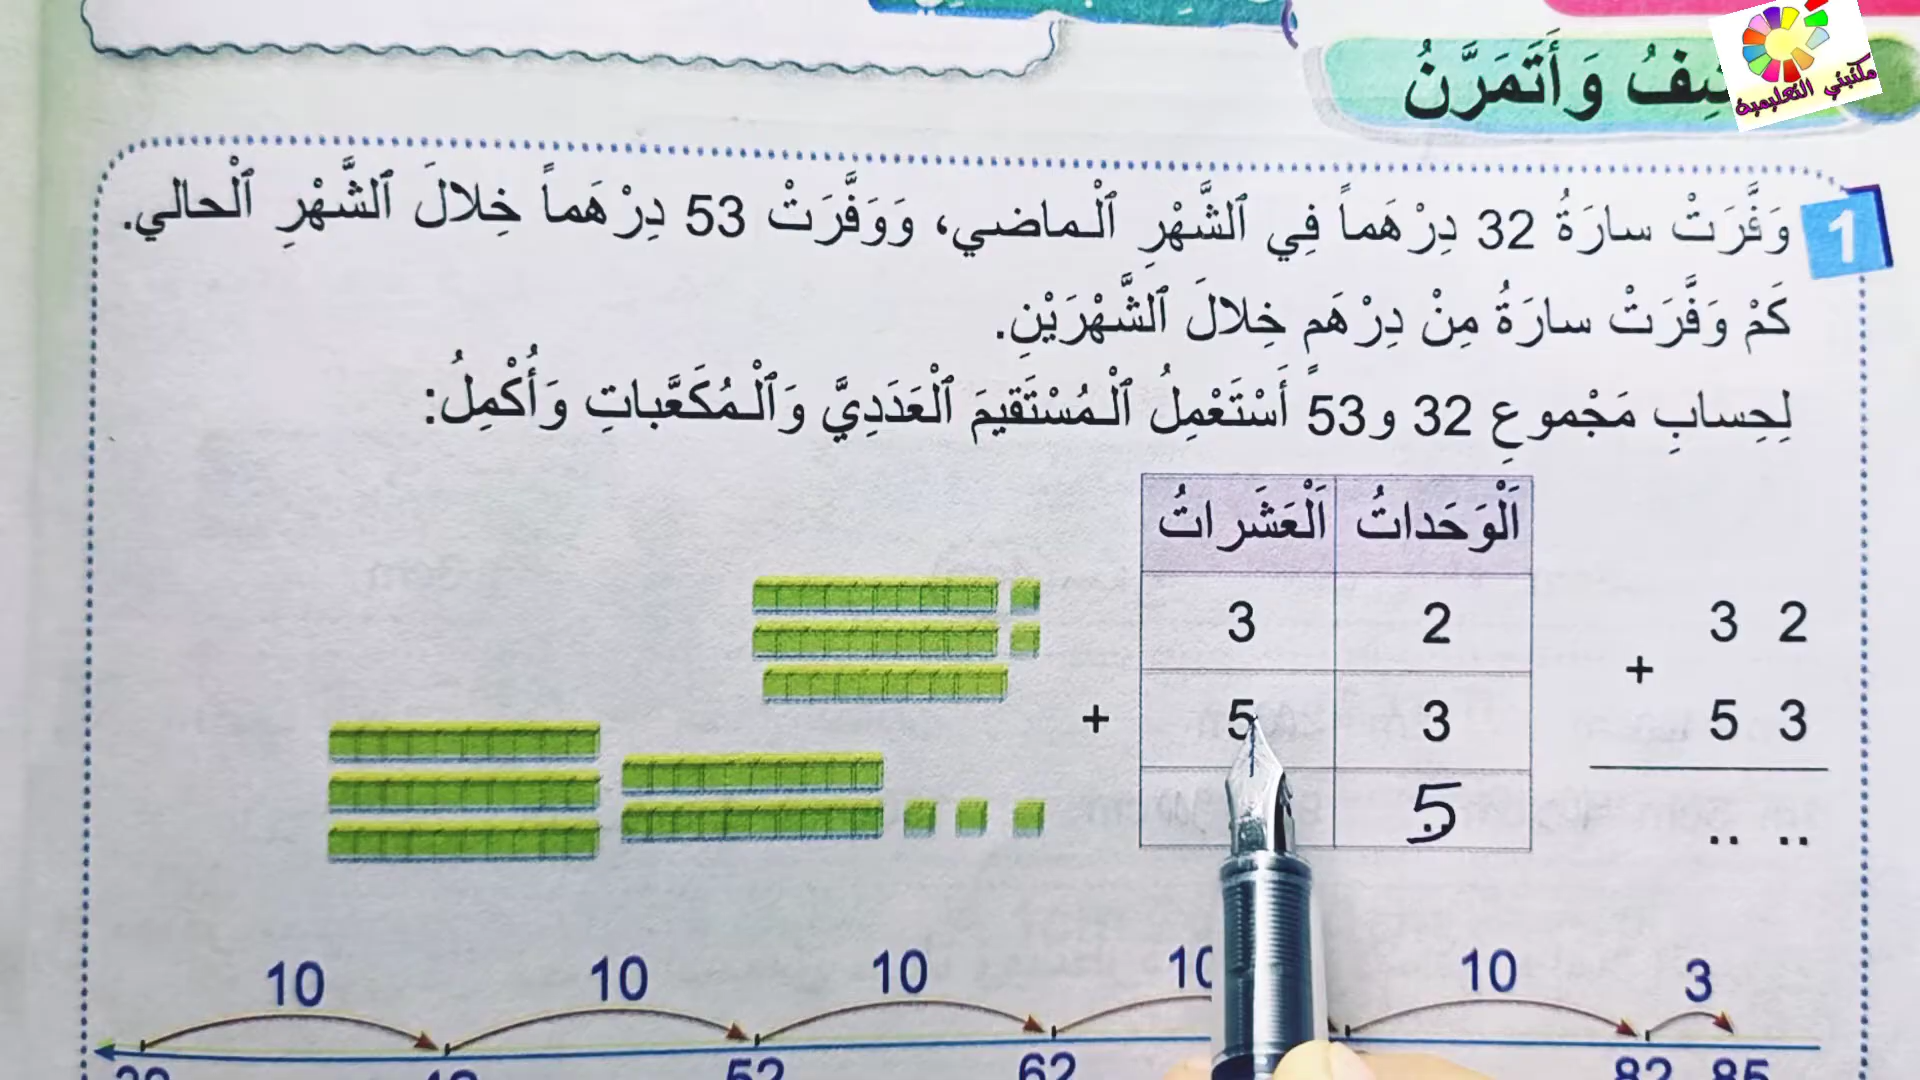 وَأَتَمَرَّنُ
مكتبتي التعليمية
1
وَفَّرَتْ سارَةُ 32 دِرْهَماً فِي ٱلشَّهْرِ ٱلْماضي، وَوَفَّرَتْ 53 دِرْهَماً خِلالَ ٱلشَّهْرِ ٱلْحالي.
كَمْ وَفَّرَتْ سارَةُ مِنْ دِرْهَمٍ خِلالَ ٱلشَّهْرَيْنِ.
لِحِسابِ مَجْموعِ 32 و53ً أَسْتَعْمِلُ ٱلْمُسْتَقيمَ ٱلْعَدَدِيَّ وَٱلْمُكَعَّباتِ وَأُكْمِلُ:
اَلْوَحَداتُ اَلْعَشَراتُ
3 2
+ 5 3
5
3 2
+
5 3
.. ..
10 10 10 10 10 3
52 62 82 85